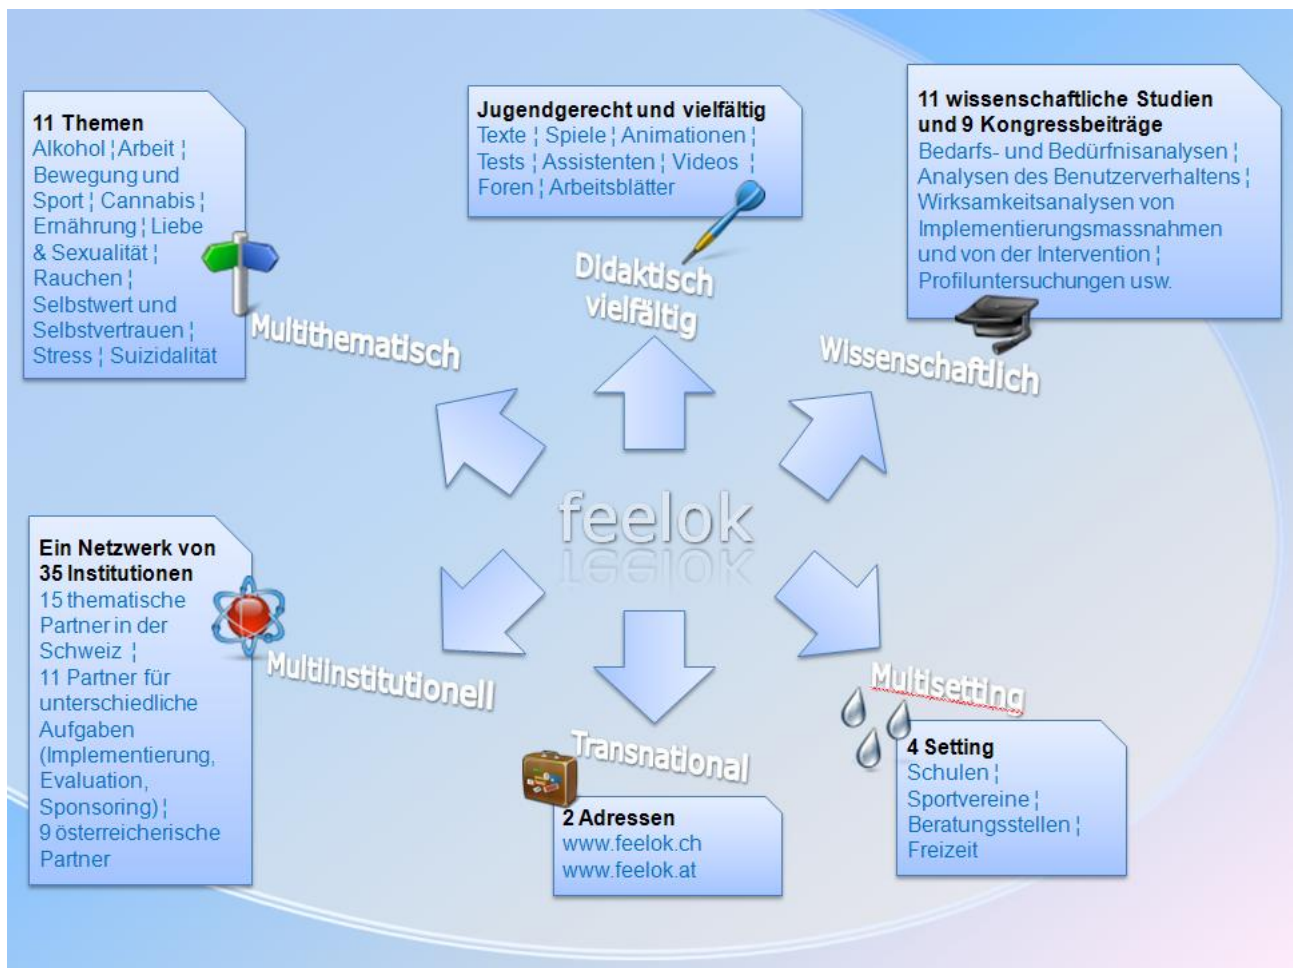 11 Themen
Alkohol ¦ Arbeit ¦
Bewegung und
Sport ¦ Cannabis ¦
Ernährung ¦ Liebe
& Sexualität ¦
Rauchen ¦
Selbstwert und
Selbstvertrauen ¦
Stress ¦ Suizidalität
Multithematisch
Jugendgerecht und vielfältig
Texte ¦ Spiele ¦ Animationen ¦
Tests ¦ Assistenten ¦ Videos ¦
Foren ¦ Arbeitsblätter
Didaktisch
vielfältig
11 wissenschaftliche Studien
und 9 Kongressbeiträge
Bedarfs- und Bedürfnisanalysen ¦
Analysen des Benutzerverhaltens ¦
Wirksamkeitsanalysen von
Implementierungsmassnahmen
und von der Intervention ¦
Profiluntersuchungen usw.
Wissenschaftlich
feelok
Ein Netzwerk von
35 Institutionen
15 thematische
Partner in der
Schweiz ¦
11 Partner für
unterschiedliche
Aufgaben
(Implementierung,
Evaluation,
Sponsoring) ¦
9 österreicherische
Partner
Multiinstitutionell
Transnational
2 Adressen
www.feelok.ch
www.feelok.at
Multisetting
4 Setting
Schulen ¦
Sportvereine ¦
Beratungsstellen ¦
Freizeit